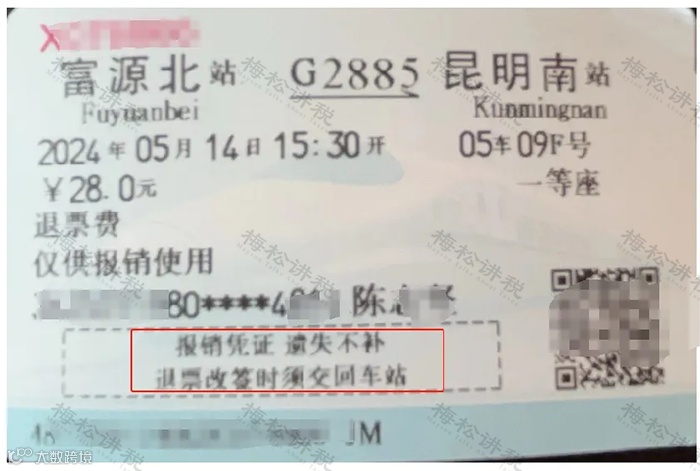 富源北站 G2885 昆明南站
Fuyuanbei Kunmingnan
2024年05月14日15:30开 05车09F号
￥28.0元 一等座
退票费
仅供报销使用
80****4 陈
报销凭证 遗失不补
退票改签时须交回车站
JM
梅松讲税
大数跨境